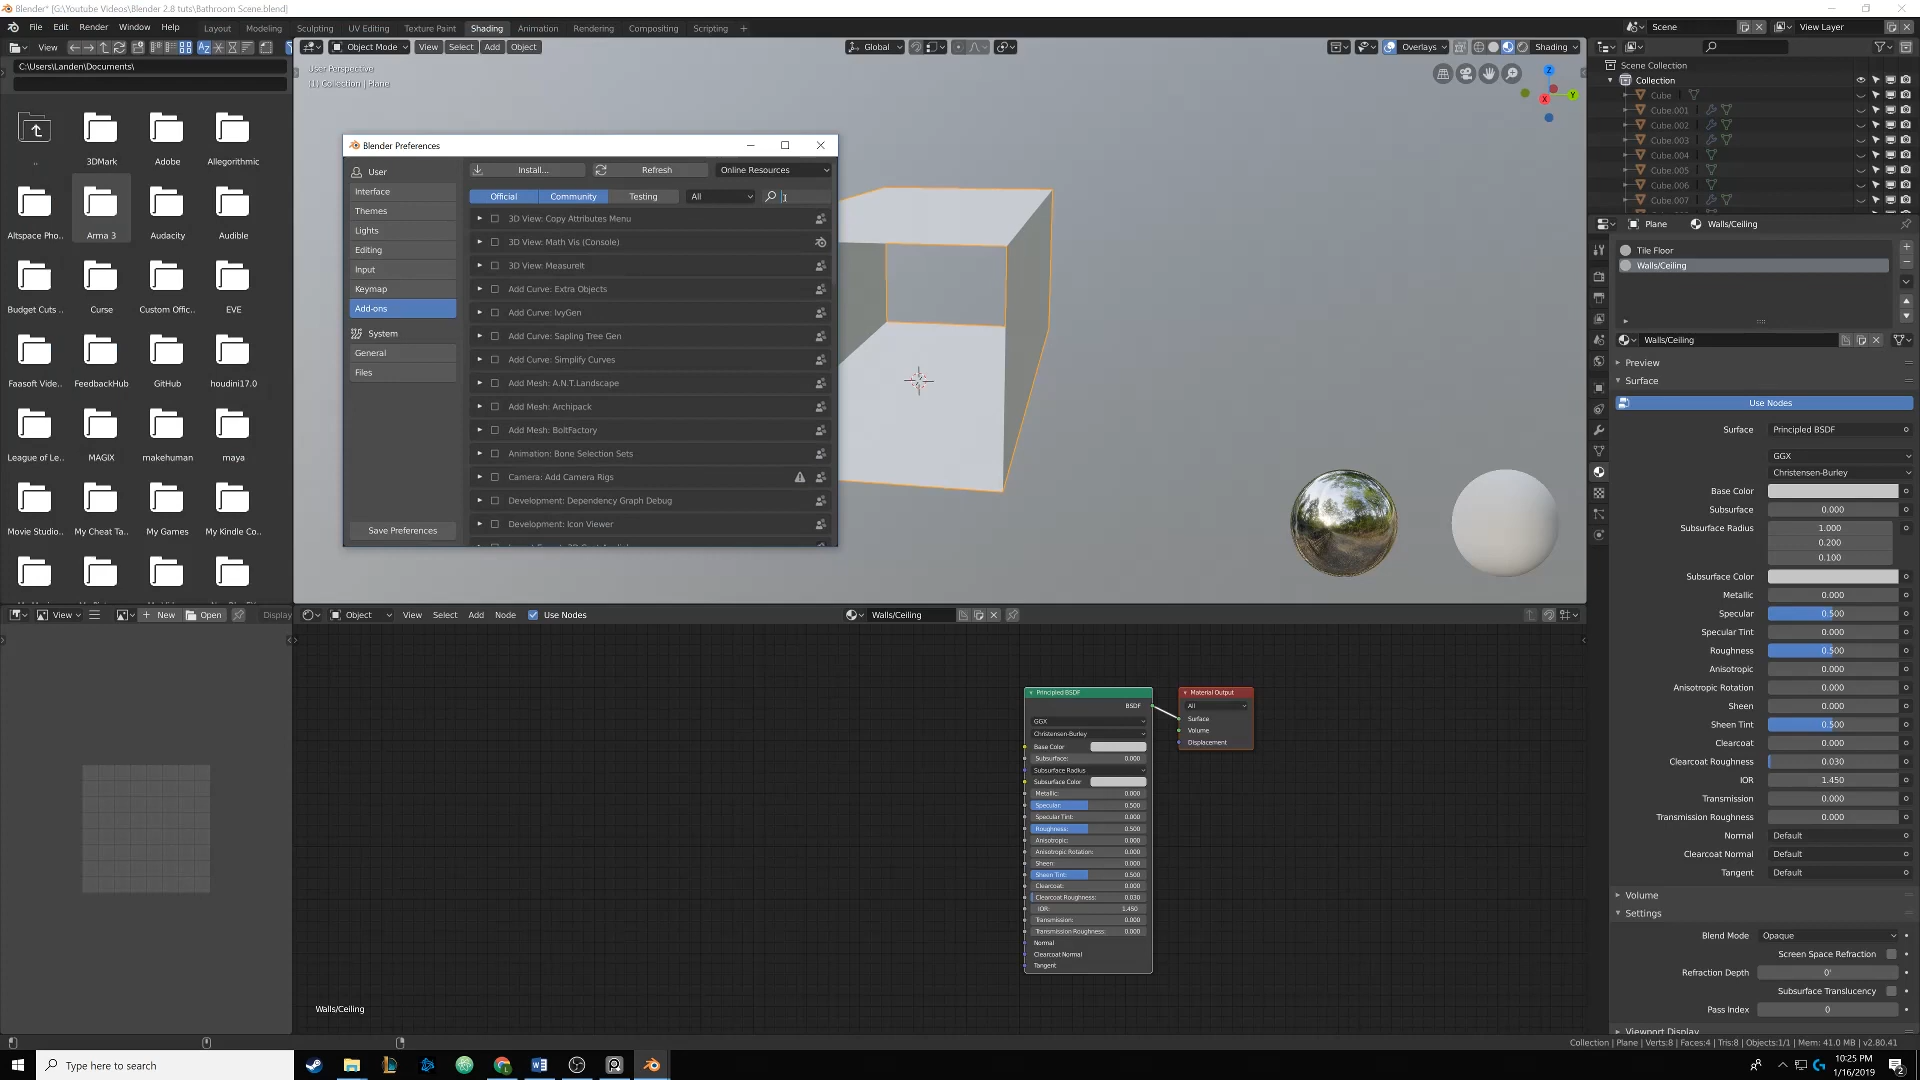 Blender* [G:\Youtube Videos\Blender 2.8 tuts\Bathroom Scene.blend]
File Edit Render Window Help Layout Modeling Sculpting UV Editing Texture Paint Shading Animation Rendering Compositing Scripting + Scene View Layer
View
C:\Users\Landen\Documents\
..
3DMark
Adobe
Allegorithmic
Altspace Pho..
Arma 3
Audacity
Audible
Budget Cuts ..
Curse
Custom Offic..
EVE
Faasoft Vide..
FeedbackHub
GitHub
houdini17.0
League of Le..
MAGIX
makehuman
maya
Movie Studio..
My Cheat Ta..
My Games
My Kindle Co..
Object Mode View Select Add Object Global Overlays Shading
User Perspective
(1) Collection | Plane
Z
X
Y
Blender Preferences
User
Interface
Themes
Lights
Editing
Input
Keymap
Add-ons
System
General
Files
Save Preferences
Install... Refresh Online Resources
Official Community Testing All
3D View: Copy Attributes Menu
3D View: Math Vis (Console)
3D View: MeasureIt
Add Curve: Extra Objects
Add Curve: IvyGen
Add Curve: Sapling Tree Gen
Add Curve: Simplify Curves
Add Mesh: A.N.T.Landscape
Add Mesh: Archipack
Add Mesh: BoltFactory
Animation: Bone Selection Sets
Camera: Add Camera Rigs
Development: Dependency Graph Debug
Development: Icon Viewer
Scene Collection
Collection
Cube
Cube.001
Cube.002
Cube.003
Cube.004
Cube.005
Cube.006
Cube.007
Plane Walls/Ceiling
Tile Floor
Walls/Ceiling
Walls/Ceiling
Preview
Surface
Use Nodes
Surface Principled BSDF
GGX
Christensen-Burley
Base Color
Subsurface 0.000
Subsurface Radius 1.000
0.200
0.100
Subsurface Color
Metallic 0.000
Specular 0.500
Specular Tint 0.000
Roughness 0.500
Anisotropic 0.000
Anisotropic Rotation 0.000
Sheen 0.000
Sheen Tint 0.500
Clearcoat 0.000
Clearcoat Roughness 0.030
IOR 1.450
Transmission 0.000
Transmission Roughness 0.000
Normal Default
Clearcoat Normal Default
Tangent Default
Volume
Settings
Blend Mode Opaque
Screen Space Refraction
Refraction Depth 0'
Subsurface Translucency
Pass Index 0
Viewport Display
View + New Open Display
Object View Select Add Node Use Nodes Walls/Ceiling
Principled BSDF
BSDF
GGX
Christensen-Burley
Base Color
Subsurface: 0.000
Subsurface Radius
Subsurface Color
Metallic: 0.000
Specular: 0.500
Specular Tint: 0.000
Roughness: 0.500
Anisotropic: 0.000
Anisotropic Rotation: 0.000
Sheen: 0.000
Sheen Tint: 0.500
Clearcoat: 0.000
Clearcoat Roughness: 0.030
IOR: 1.450
Transmission: 0.000
Transmission Roughness: 0.000
Normal
Clearcoat Normal
Tangent
Material Output
All
Surface
Volume
Displacement
Walls/Ceiling
Collection | Plane | Verts:8 | Faces:4 | Tris:8 | Objects:1/1 | Mem: 41.0 MB | v2.80.41
Type here to search
10:25 PM
1/16/2019
2